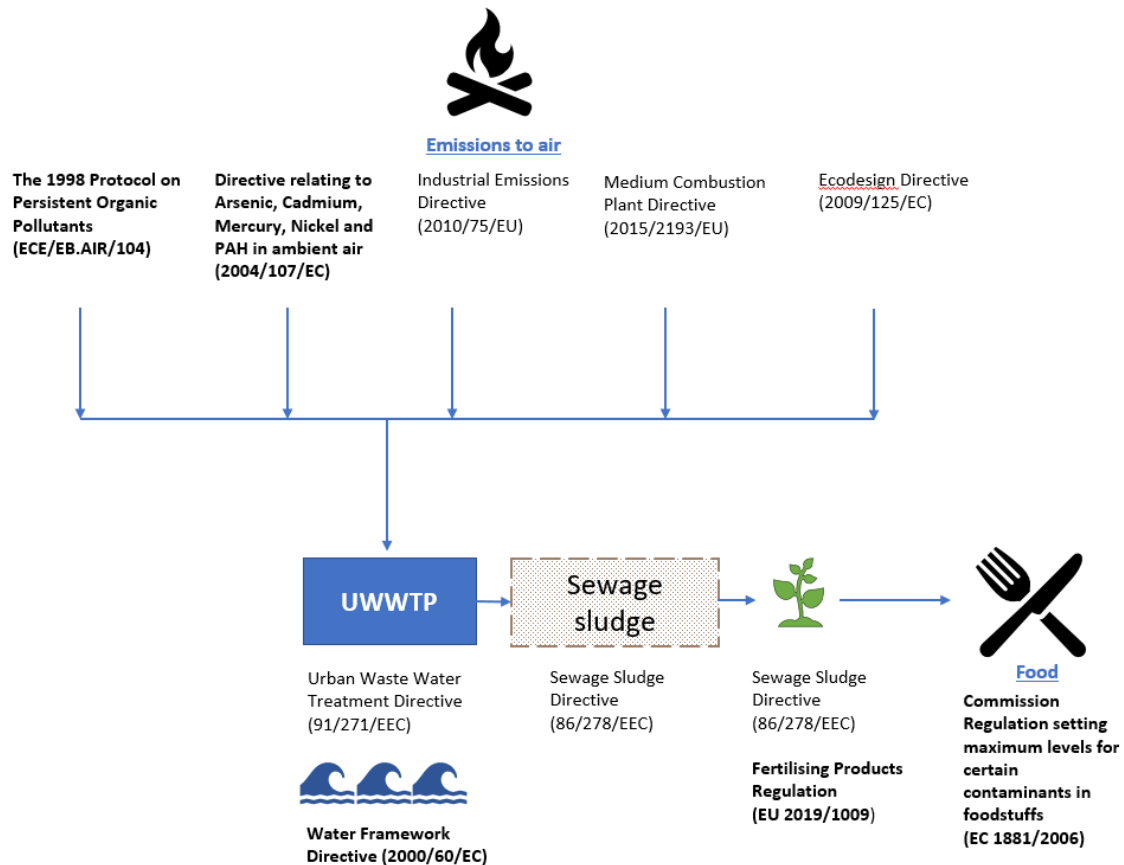 Emissions to air
The 1998 Protocol on
Persistent Organic
Pollutants
(ECE/EB.AIR/104)
Directive relating to
Arsenic, Cadmium,
Mercury, Nickel and
PAH in ambient air
(2004/107/EC)
Industrial Emissions
Directive
(2010/75/EU)
Medium Combustion
Plant Directive
(2015/2193/EU)
Ecodesign Directive
(2009/125/EC)
UWWTP
Sewage
sludge
Urban Waste Water
Treatment Directive
(91/271/EEC)
Water Framework
Directive (2000/60/EC)
Sewage Sludge
Directive
(86/278/EEC)
Sewage Sludge
Directive
(86/278/EEC)
Fertilising Products
Regulation
(EU 2019/1009)
Food
Commission
Regulation setting
maximum levels for
certain
contaminants in
foodstuffs
(EC 1881/2006)